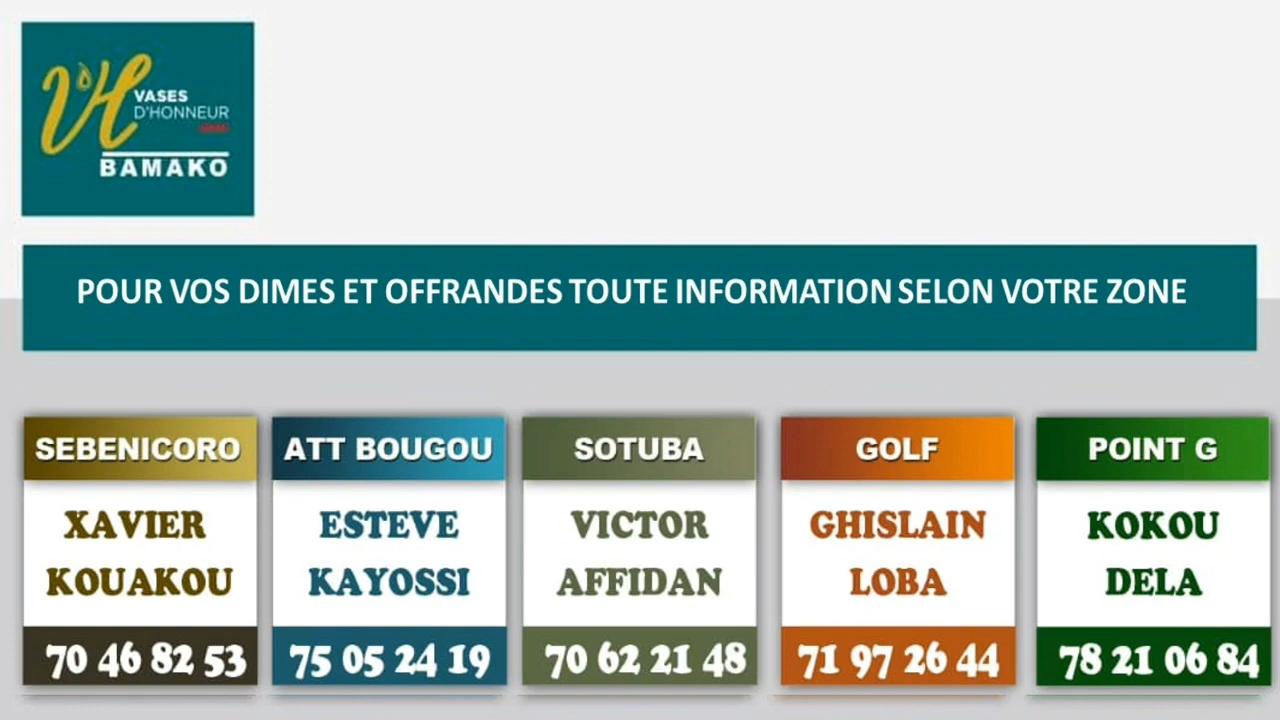 VH
VASES
D'HONNEUR
BAMAKO
POUR VOS DIMES ET OFFRANDES TOUTE INFORMATION SELON VOTRE ZONE
SEBENICORO
XAVIER
KOUAKOU
70 46 82 53
ATT BOUGOU
ESTEVE
KAYOSSI
75 05 24 19
SOTUBA
VICTOR
AFFIDAN
70 62 21 48
GOLF
GHISLAIN
LOBA
71 97 26 44
POINT G
KOKOU
DELA
78 21 06 84